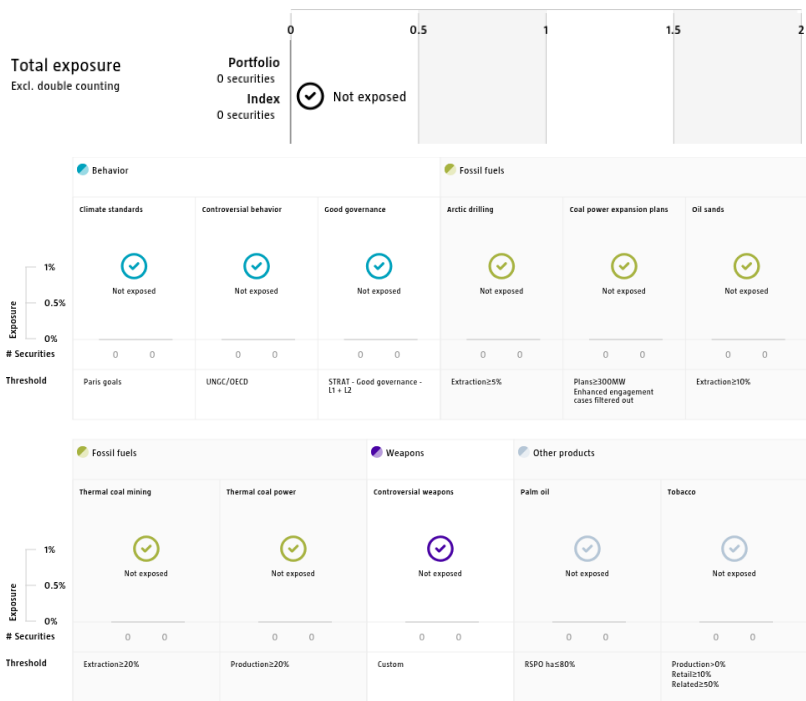 0 0.5 1 1.5 2
Total exposure
Excl. double counting
Portfolio
0 securities
Index
0 securities
Not exposed
Behavior Fossil fuels
Climate standards Controversial behavior Good governance Arctic drilling Coal power expansion plans Oil sands
Not exposed Not exposed Not exposed Not exposed Not exposed Not exposed
Exposure
1%
0.5%
0%
# Securities 0 0 0 0 0 0 0 0 0 0 0 0
Threshold Paris goals UNGC/OECD STRAT - Good governance - Extraction≥5% Plans≥300MW Extraction≥10%
L1 + L2 Enhanced engagement
cases filtered out
Fossil fuels Weapons Other products
Thermal coal mining Thermal coal power Controversial weapons Palm oil Tobacco
Not exposed Not exposed Not exposed Not exposed Not exposed
Exposure
1%
0.5%
0%
# Securities 0 0 0 0 0 0 0 0 0 0
Threshold Extraction≥20% Production≥20% Custom RSPO ha≤80% Production>0%
Retail≥10%
Related≥50%